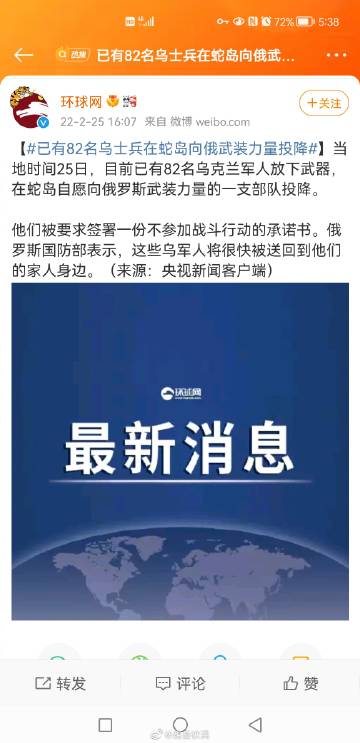 72% 5:38
已有82名乌士兵在蛇岛向俄武...
环球网
22-2-25 16:07 来自 微博 weibo.com
+关注
【#已有82名乌士兵在蛇岛向俄武装力量投降#】当
地时间25日，目前已有82名乌克兰军人放下武器，
在蛇岛自愿向俄罗斯武装力量的一支部队投降。
他们被要求签署一份不参加战斗行动的承诺书。俄
罗斯国防部表示，这些乌军人将很快被送回到他们
的家人身边。（来源：央视新闻客户端）
环球网
最新消息
转发
评论
赞